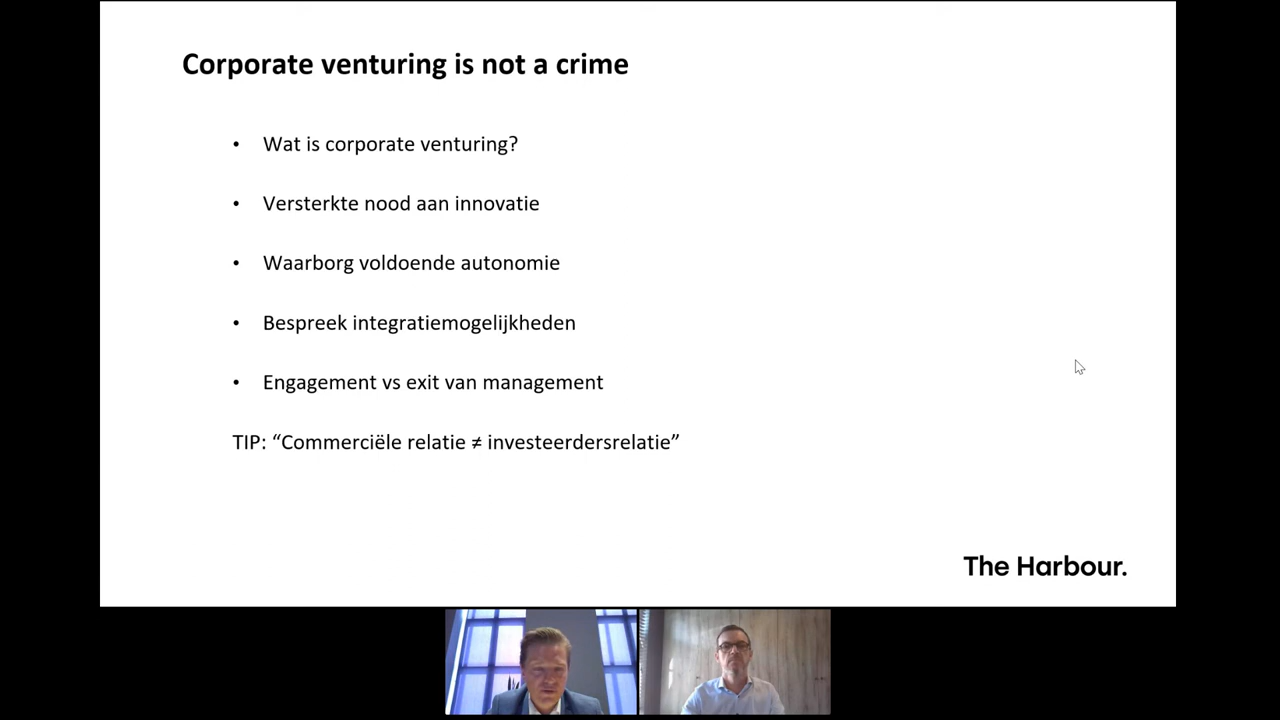 Corporate venturing is not a crime
• Wat is corporate venturing?
• Versterkte nood aan innovatie
• Waarborg voldoende autonomie
• Bespreek integratiemogelijkheden
• Engagement vs exit van management
TIP: “Commerciële relatie ≠ investeerdersrelatie”
The Harbour.